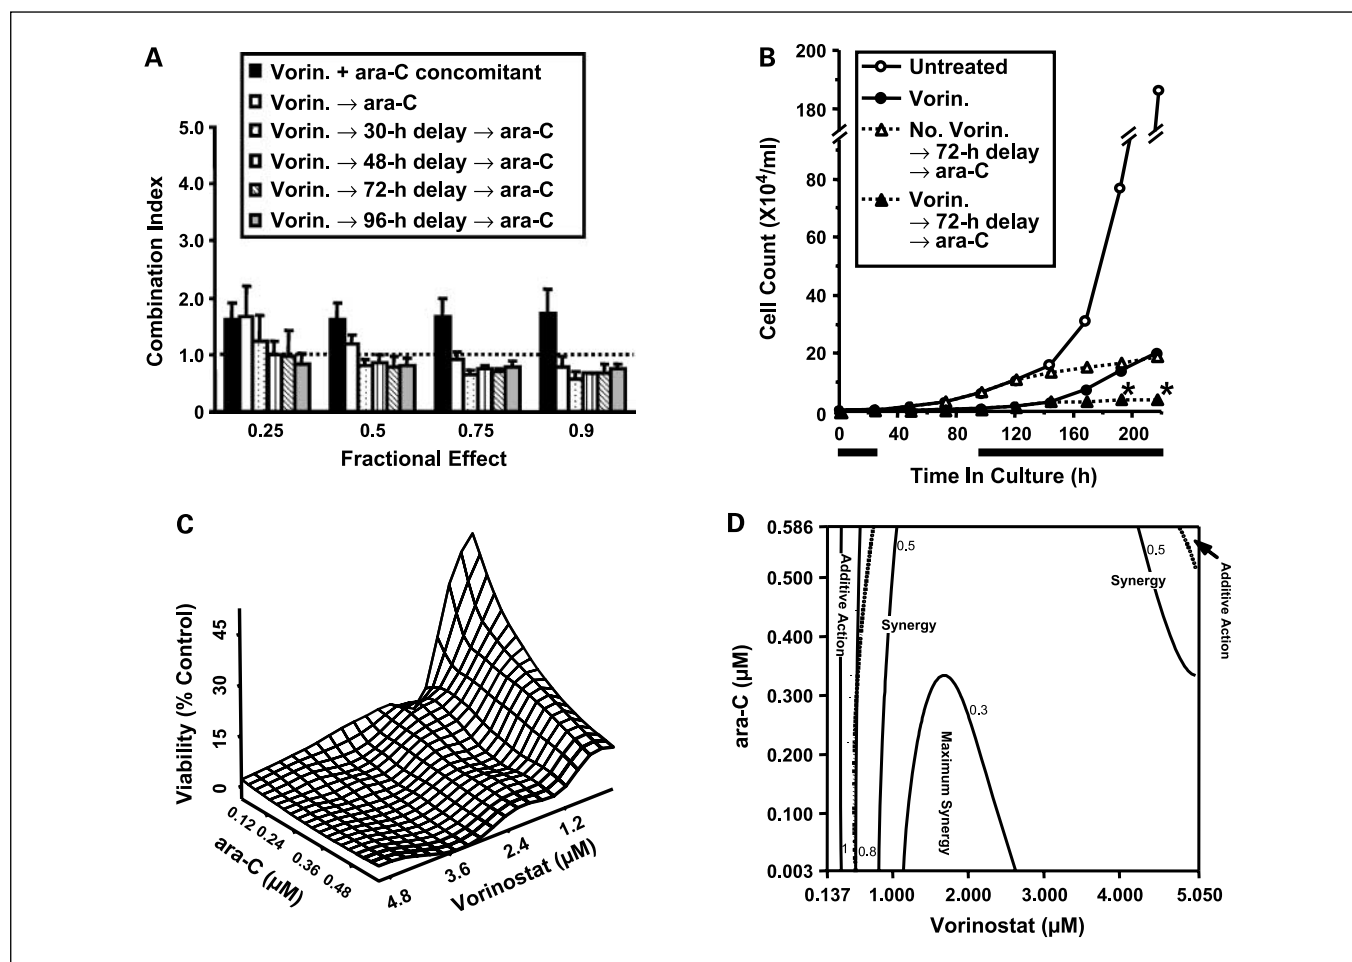 A
Vorin. + ara-C concomitant
Vorin. → ara-C
Vorin. → 30-h delay → ara-C
Vorin. → 48-h delay → ara-C
Vorin. → 72-h delay → ara-C
Vorin. → 96-h delay → ara-C
Combination Index
5.0
4.0
3.0
2.0
1.0
0
0.25 0.5 0.75 0.9
Fractional Effect
B
Untreated
Vorin.
No. Vorin.
→ 72-h delay
→ ara-C
Vorin.
→ 72-h delay
→ ara-C
Cell Count (X10⁴/ml)
200
180
80
60
40
20
0
* *
0 40 80 120 160 200
Time In Culture (h)
C
Viability (% Control)
45
30
15
0
0.12 0.24 0.36 0.48
ara-C (µM)
4.8 3.6 2.4 1.2
Vorinostat (µM)
D
ara-C (µM)
0.586
0.500
0.400
0.300
0.200
0.100
0.003
Additive Action
1
0.8
0.5
Synergy
0.3
Maximum Synergy
0.5
Synergy
Additive Action
0.137 1.000 2.000 3.000 4.000 5.050
Vorinostat (µM)